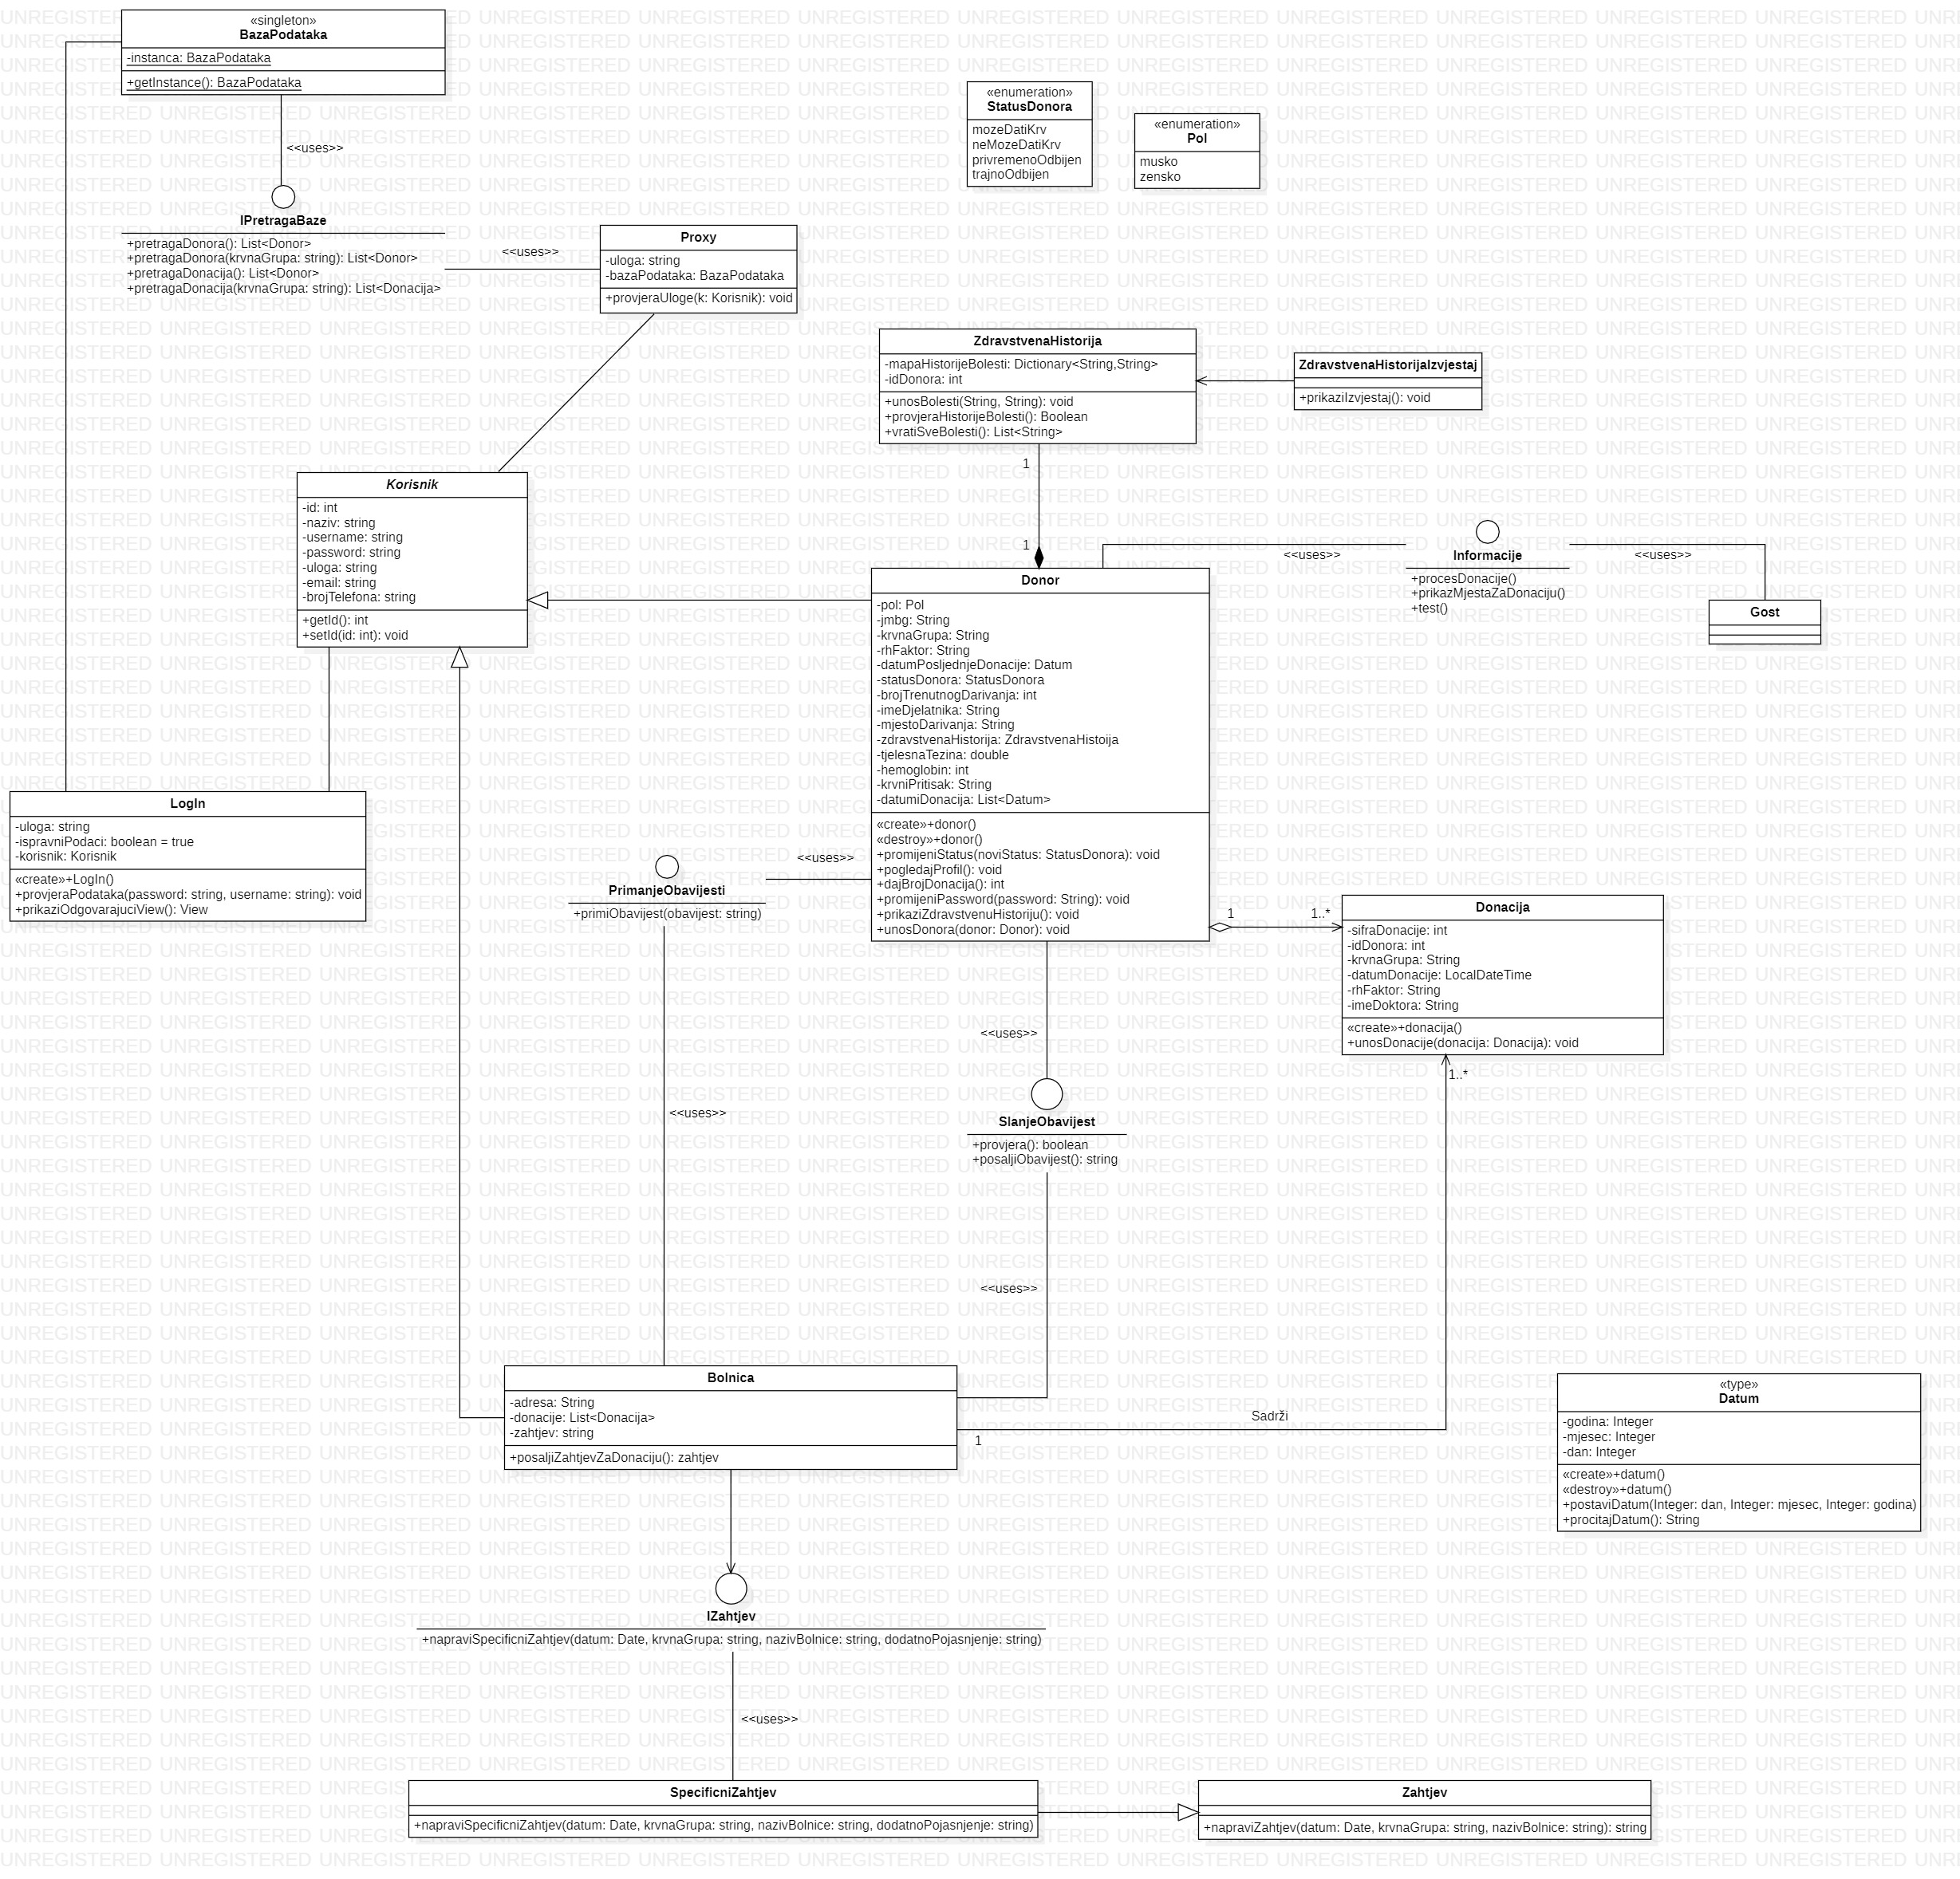 «singleton»
BazaPodataka
-instanca: BazaPodataka
+getInstance(): BazaPodataka
<<uses>>
IPretragaBaze
+pretragaDonora(): List<Donor>
+pretragaDonora(krvnaGrupa: string): List<Donor>
+pretragaDonacija(): List<Donor>
+pretragaDonacija(krvnaGrupa: string): List<Donacija>
<<uses>>
Proxy
-uloga: string
-bazaPodataka: BazaPodataka
+provjeraUloge(k: Korisnik): void
«enumeration»
StatusDonora
mozeDatiKrv
neMozeDatiKrv
privremenoOdbijen
trajnoOdbijen
«enumeration»
Pol
musko
zensko
ZdravstvenaHistorija
-mapaHistorijeBolesti: Dictionary<String,String>
-idDonora: int
+unosBolesti(String, String): void
+provjeraHistorijeBolesti(): Boolean
+vratiSveBolesti(): List<String>
ZdravstvenaHistorijaIzvjestaj
+prikaziIzvjestaj(): void
1
1
Korisnik
-id: int
-naziv: string
-username: string
-password: string
-uloga: string
-email: string
-brojTelefona: string
+getId(): int
+setId(id: int): void
<<uses>>
Informacije
+procesDonacije()
+prikazMjestaZaDonaciju()
+test()
<<uses>>
Gost
Donor
-pol: Pol
-jmbg: String
-krvnaGrupa: String
-rhFaktor: String
-datumPosljednjeDonacije: Datum
-statusDonora: StatusDonora
-brojTrenutnogDarivanja: int
-imeDjelatnika: String
-mjestoDarivanja: String
-zdravstvenaHistorija: ZdravstvenaHistoija
-tjelesnaTezina: double
-hemoglobin: int
-krvniPritisak: String
-datumiDonacija: List<Datum>
«create»+donor()
«destroy»+donor()
+promijeniStatus(noviStatus: StatusDonora): void
+pogledajProfil(): void
+dajBrojDonacija(): int
+promijeniPassword(password: String): void
+prikaziZdravstvenuHistoriju(): void
+unosDonora(donor: Donor): void
LogIn
-uloga: string
-ispravniPodaci: boolean = true
-korisnik: Korisnik
«create»+LogIn()
+provjeraPodataka(password: string, username: string): void
+prikaziOdgovarajuciView(): View
<<uses>>
PrimanjeObavijesti
+primiObavijest(obavijest: string)
1
1..*
Donacija
-sifraDonacije: int
-idDonora: int
-krvnaGrupa: String
-datumDonacije: LocalDateTime
-rhFaktor: String
-imeDoktora: String
«create»+donacija()
+unosDonacije(donacija: Donacija): void
1..*
<<uses>>
<<uses>>
SlanjeObavijest
+provjera(): boolean
+posaljiObavijest(): string
<<uses>>
Bolnica
-adresa: String
-donacije: List<Donacija>
-zahtjev: string
+posaljiZahtjevZaDonaciju(): zahtjev
Sadrži
1
«type»
Datum
-godina: Integer
-mjesec: Integer
-dan: Integer
«create»+datum()
«destroy»+datum()
+postaviDatum(Integer: dan, Integer: mjesec, Integer: godina)
+procitajDatum(): String
IZahtjev
+napraviSpecificniZahtjev(datum: Date, krvnaGrupa: string, nazivBolnice: string, dodatnoPojasnjenje: string)
<<uses>>
SpecificniZahtjev
+napraviSpecificniZahtjev(datum: Date, krvnaGrupa: string, nazivBolnice: string, dodatnoPojasnjenje: string)
Zahtjev
+napraviZahtjev(datum: Date, krvnaGrupa: string, nazivBolnice: string): string
UNREGISTERED